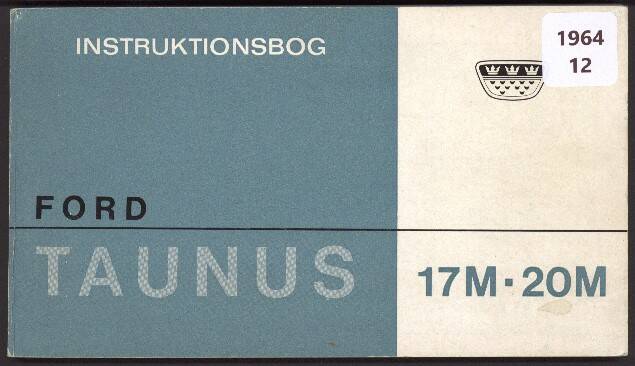 INSTRUKTIONSBOG
1964
12
FORD
TAUNUS
17M·20M